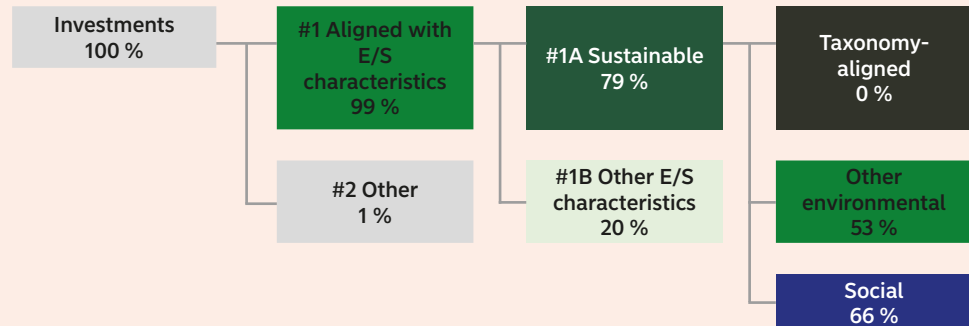 Investments
100 %
#1 Aligned with
E/S
characteristics
99 %
#2 Other
1 %
#1A Sustainable
79 %
#1B Other E/S
characteristics
20 %
Taxonomy-
aligned
0 %
Other
environmental
53 %
Social
66 %